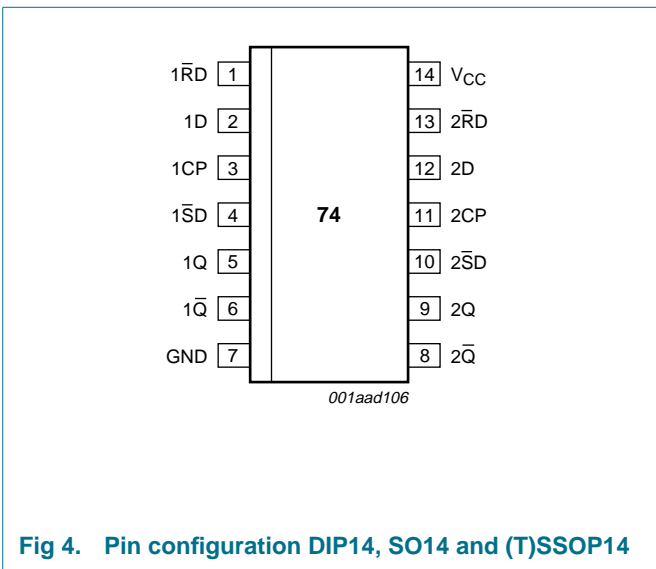 1R̅D 1 14 VCC
1D 2 13 2R̅D
1CP 3 12 2D
1S̅D 4 74 11 2CP
1Q 5 10 2S̅D
1Q̅ 6 9 2Q
GND 7 8 2Q̅
001aad106
Fig 4. Pin configuration DIP14, SO14 and (T)SSOP14